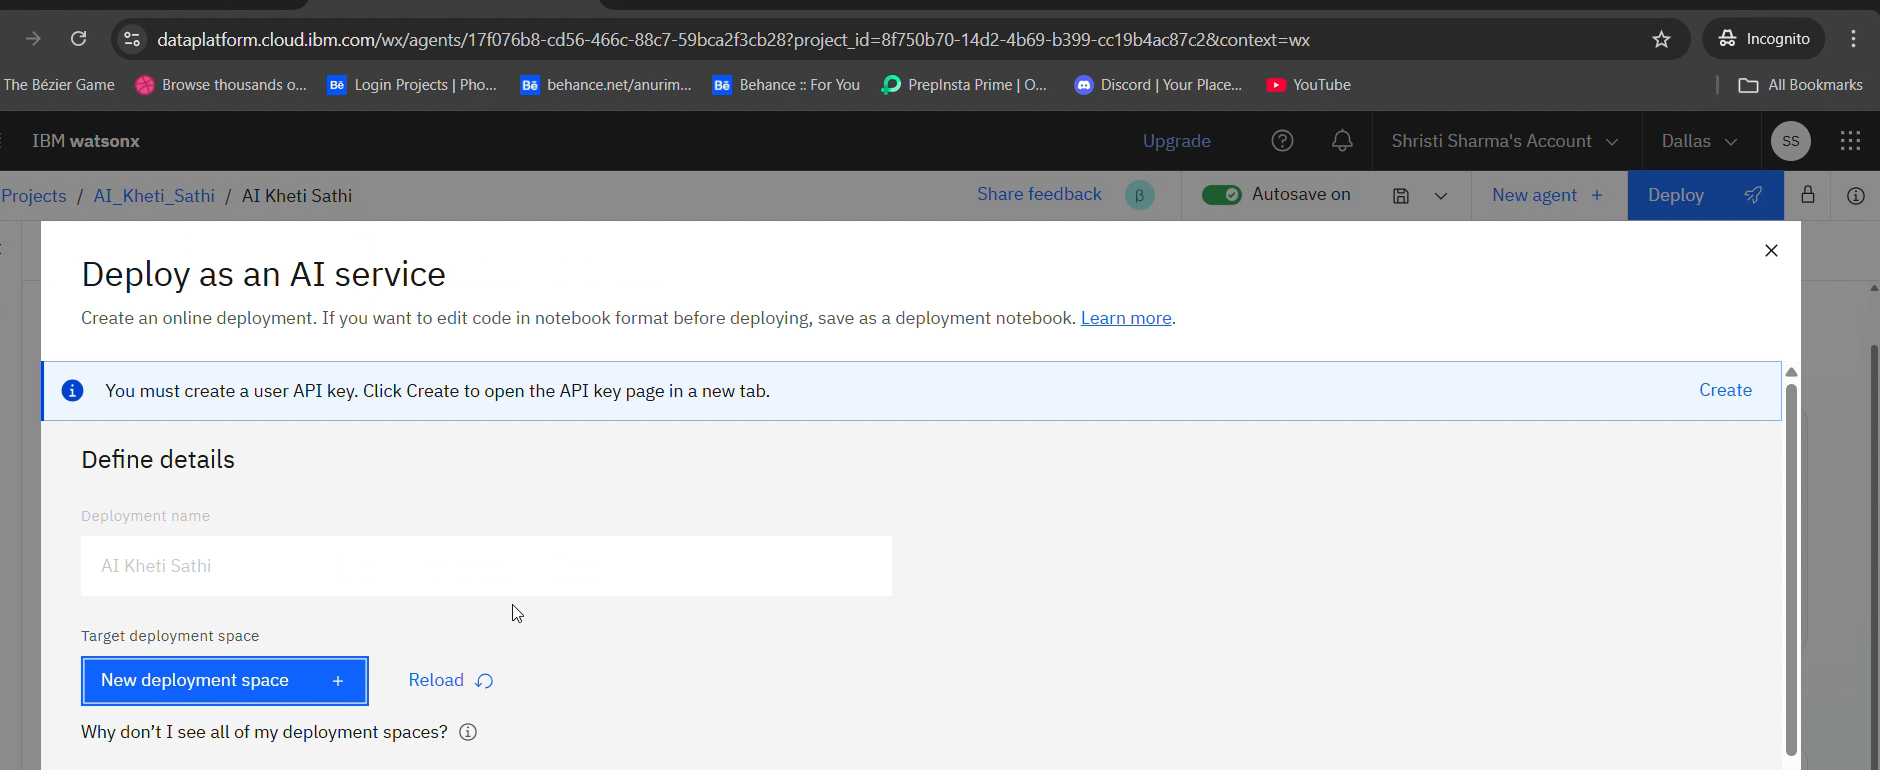 dataplatform.cloud.ibm.com/wx/agents/17f076b8-cd56-466c-88c7-59bca2f3cb28?project_id=8f750b70-14d2-4b69-b399-cc19b4ac87c2&context=wx
Incognito
The Bézier Game
Browse thousands o...
Bē Login Projects | Pho...
Bē behance.net/anurim...
Bē Behance :: For You
PrepInsta Prime | O...
Discord | Your Place...
YouTube
All Bookmarks
IBM watsonx
Upgrade
Shristi Sharma's Account
Dallas
SS
Projects / AI_Kheti_Sathi / AI Kheti Sathi
Share feedback
β
Autosave on
New agent +
Deploy
Deploy as an AI service
Create an online deployment. If you want to edit code in notebook format before deploying, save as a deployment notebook. Learn more.
You must create a user API key. Click Create to open the API key page in a new tab.
Create
Define details
Deployment name
AI Kheti Sathi
Target deployment space
New deployment space +
Reload
Why don't I see all of my deployment spaces?